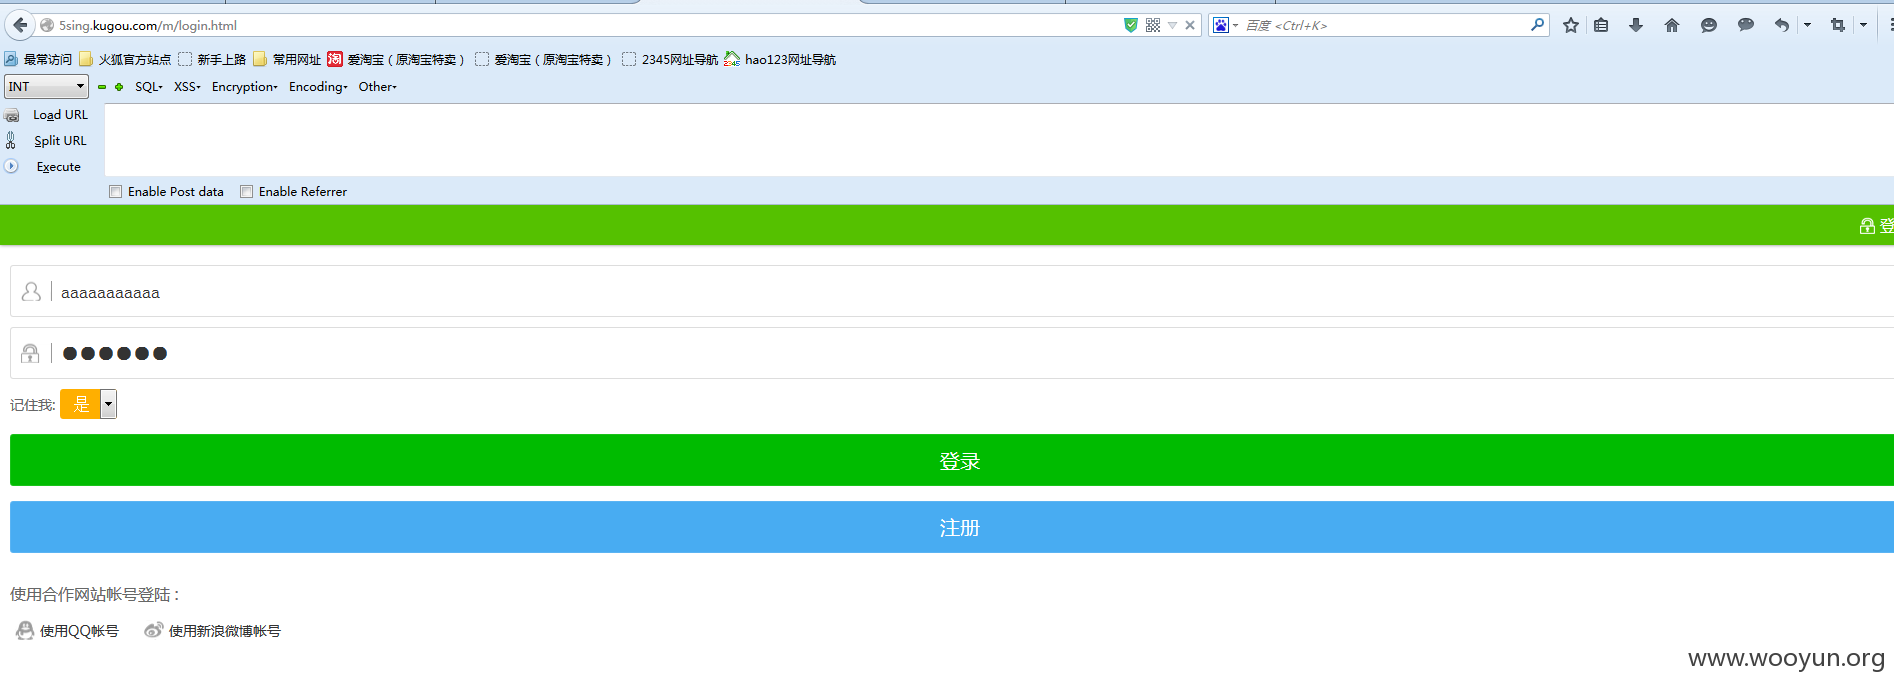 5sing.kugou.com/m/login.html 百度 <Ctrl+K>
最常访问 火狐官方站点 新手上路 常用网址 淘 爱淘宝（原淘宝特卖） 爱淘宝（原淘宝特卖） 2345网址导航 2345 hao123网址导航
INT SQL XSS Encryption Encoding Other
Load URL
Split URL
Execute
Enable Post data Enable Referrer
登
aaaaaaaaaaa
●●●●●●
记住我: 是
登录
注册
使用合作网站帐号登陆：
使用QQ帐号 使用新浪微博帐号
www.wooyun.org